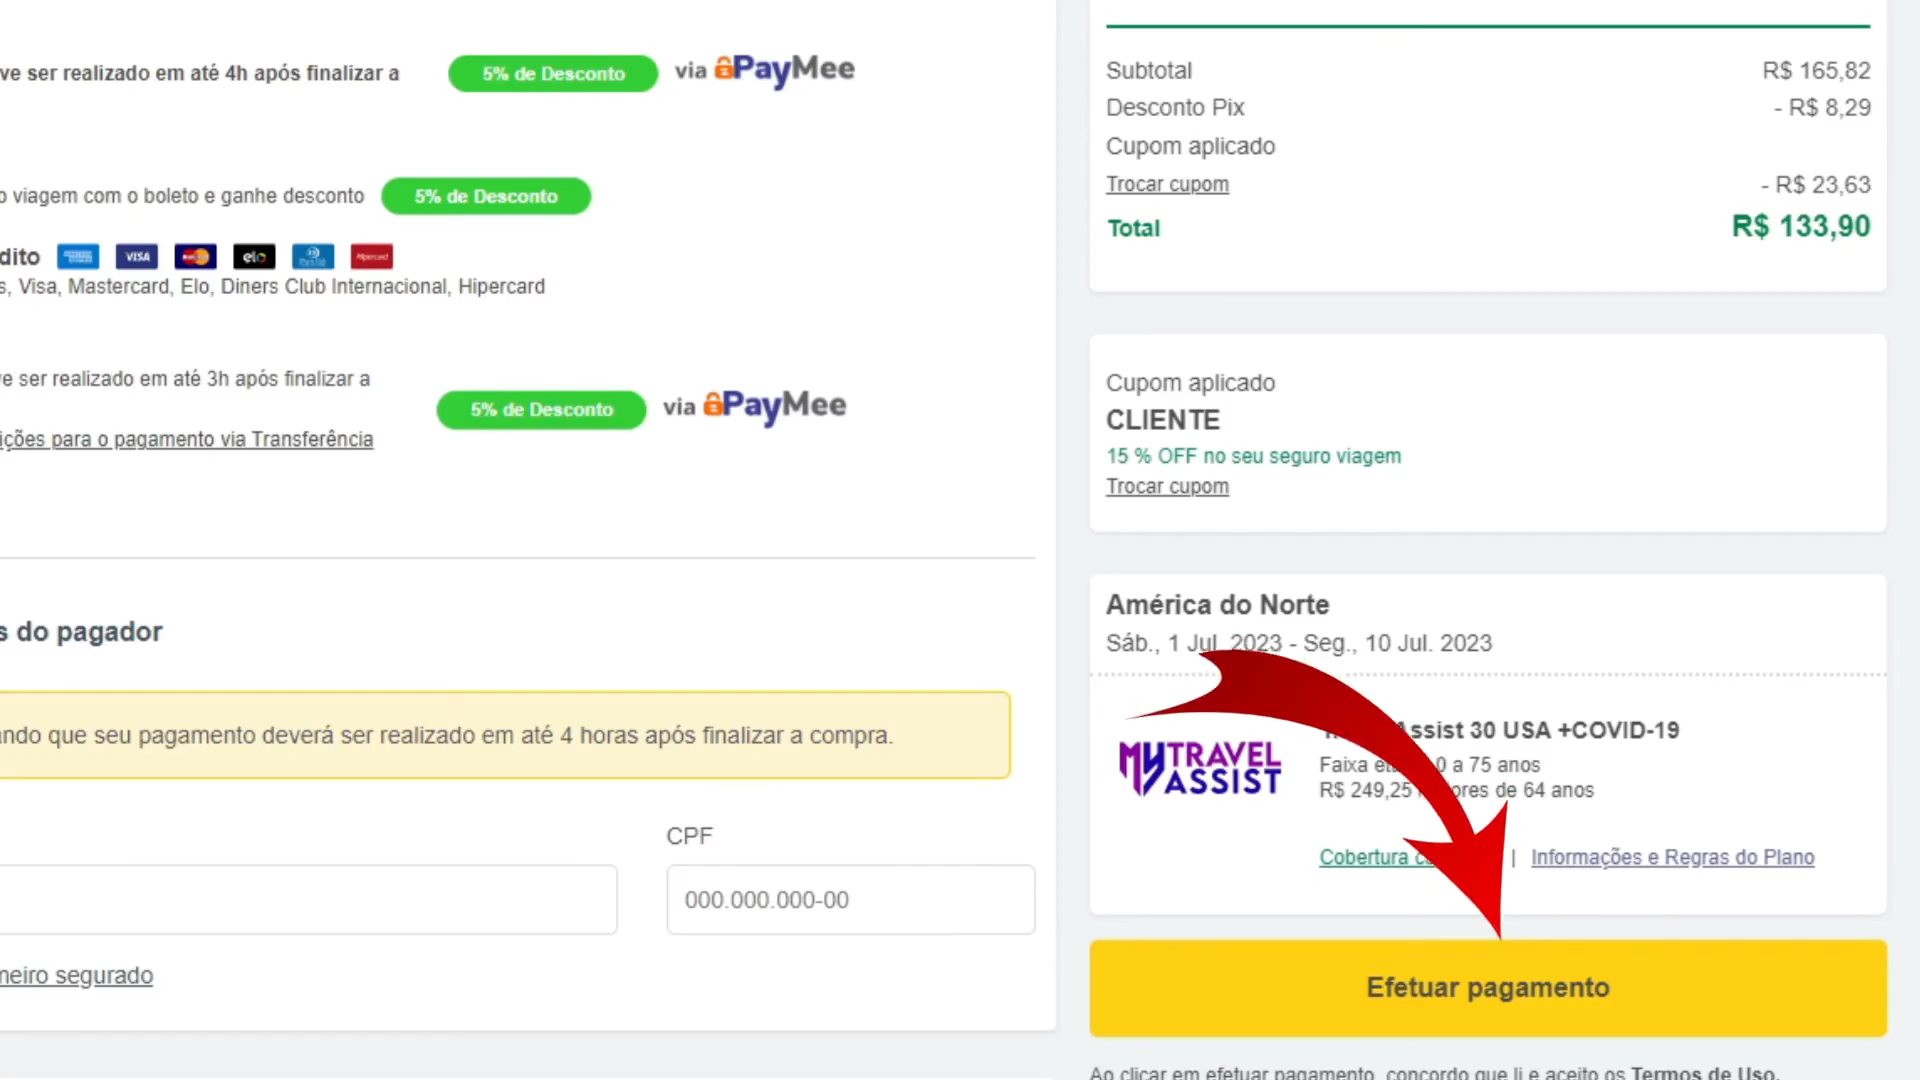 ve ser realizado em até 4h após finalizar a
5% de Desconto
via PayMee
o viagem com o boleto e ganhe desconto
5% de Desconto
dito
VISA
elo
Hipercard
s, Visa, Mastercard, Elo, Diners Club Internacional, Hipercard
e ser realizado em até 3h após finalizar a
5% de Desconto
via PayMee
ições para o pagamento via Transferência
s do pagador
ndo que seu pagamento deverá ser realizado em até 4 horas após finalizar a compra.
CPF
000.000.000-00
neiro segurado
Subtotal R$ 165,82
Desconto Pix - R$ 8,29
Cupom aplicado
Trocar cupom - R$ 23,63
Total R$ 133,90
Cupom aplicado
CLIENTE
15 % OFF no seu seguro viagem
Trocar cupom
América do Norte
Sáb., 1 Jul. 2023 - Seg., 10 Jul. 2023
MY TRAVEL
ASSIST
Assist 30 USA +COVID-19
Faixa 0 a 75 anos
R$ 249,25 de 64 anos
Cobertura | Informações e Regras do Plano
Efetuar pagamento
Ao clicar em efetuar pagamento, concordo que li e aceito os Termos de Uso.